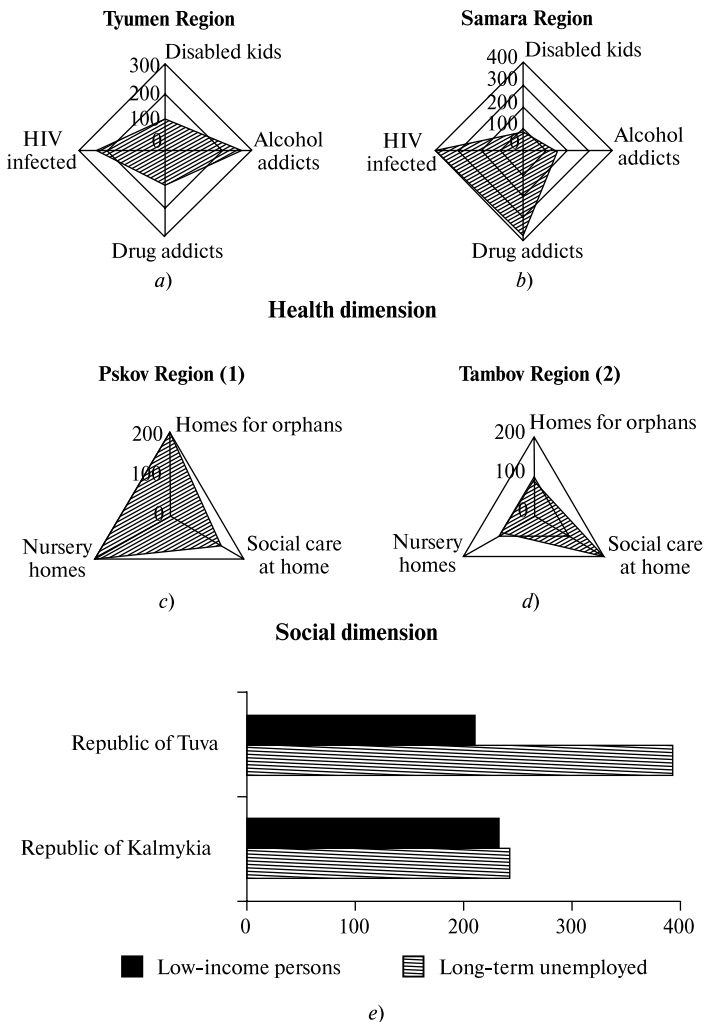 Tyumen Region
Disabled kids
300
200
100
0
HIV
infected
Alcohol
addicts
Drug addicts
a)
Samara Region
Disabled kids
400
300
200
100
0
HIV
infected
Alcohol
addicts
Drug addicts
b)
Health dimension
Pskov Region (1)
Homes for orphans
200
100
0
Nursery
homes
Social care
at home
c)
Tambov Region (2)
Homes for orphans
200
100
0
Nursery
homes
Social care
at home
d)
Social dimension
Republic of Tuva
Republic of Kalmykia
0 100 200 300 400
Low-income persons
Long-term unemployed
e)